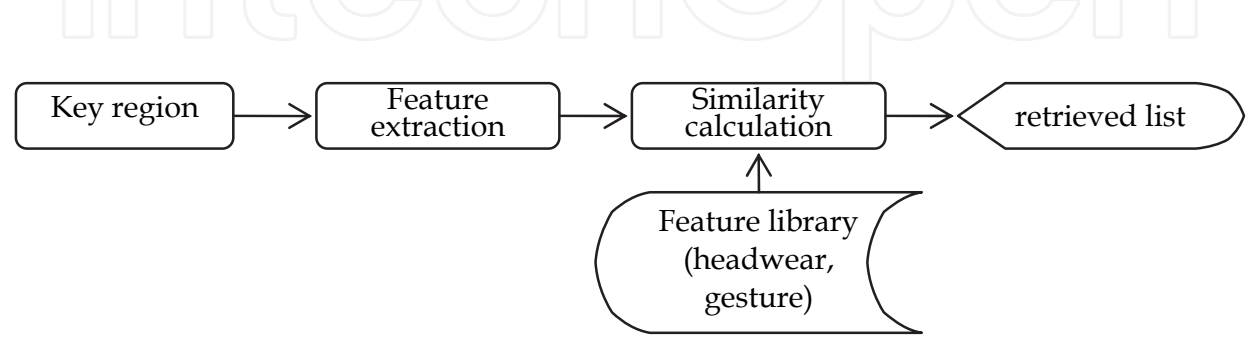 Key region
Feature
extraction
Similarity
calculation
retrieved list
Feature library
(headwear,
gesture)